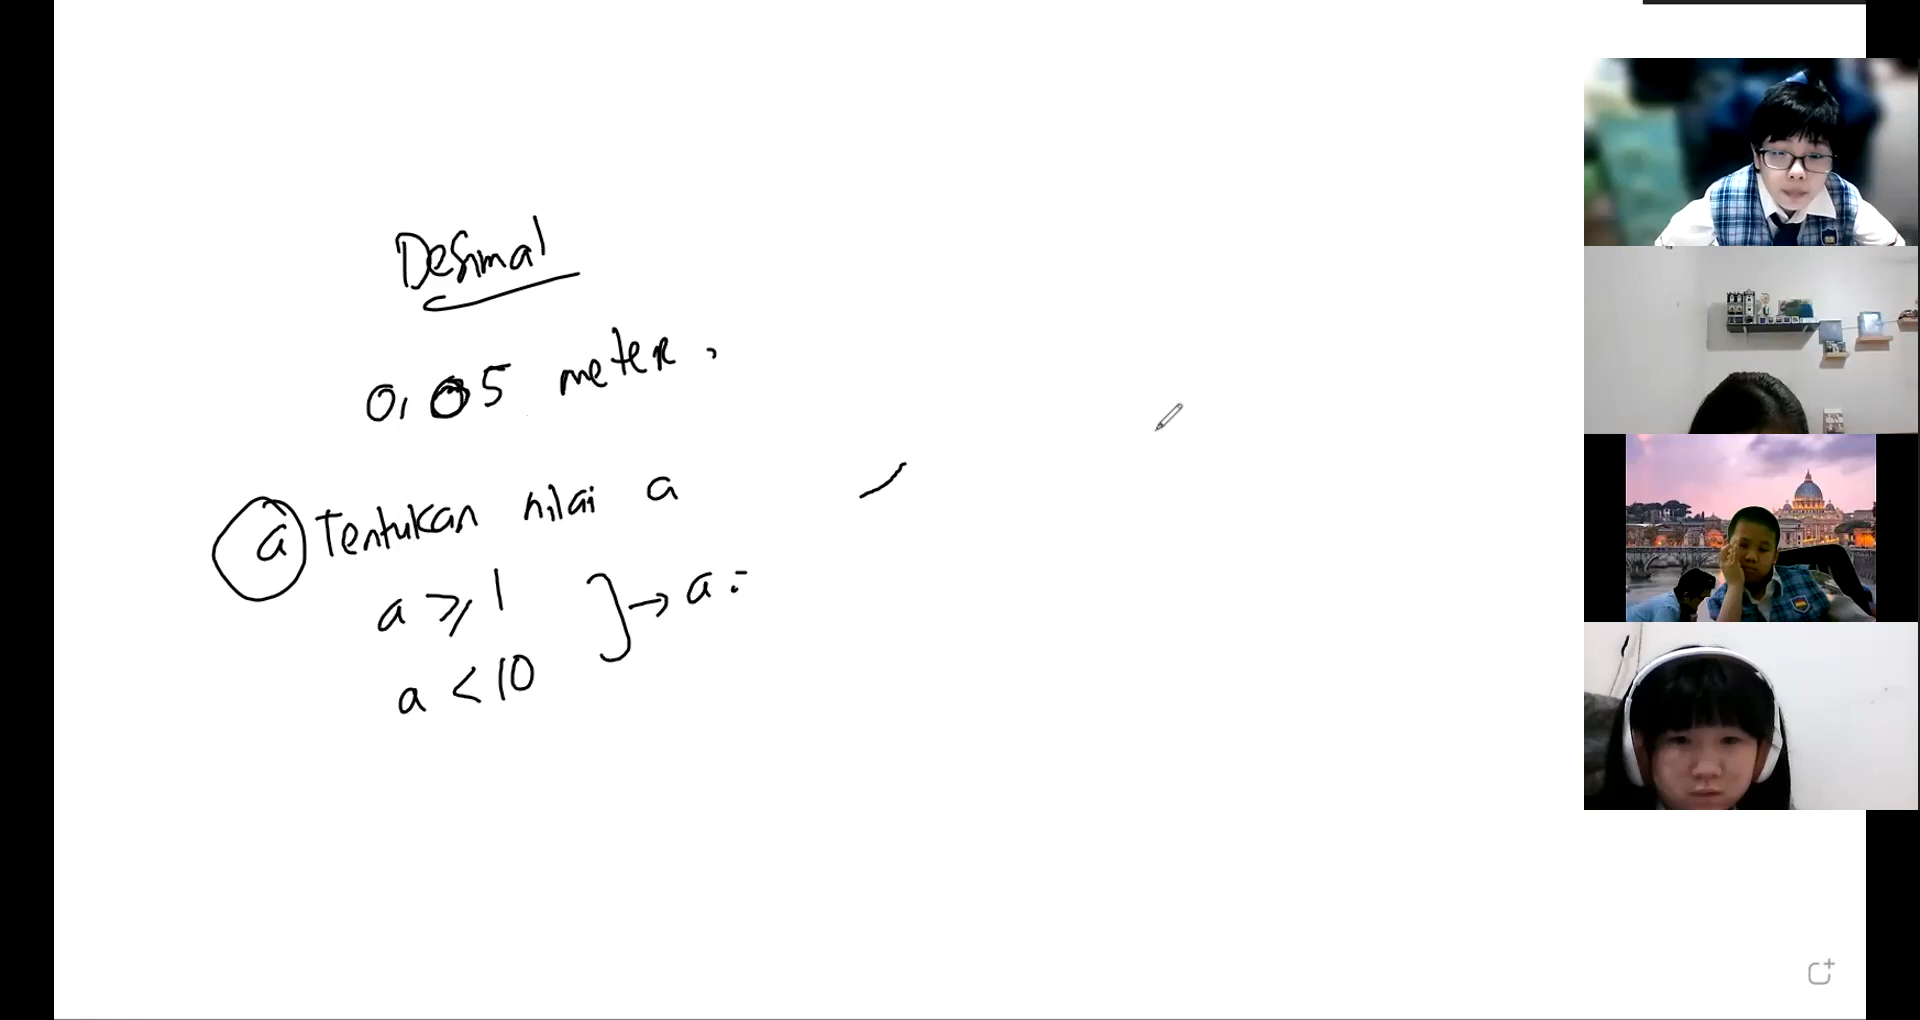 Desimal
0,05 meter,
a Tentukan nilai a
a ⩾ 1
a < 10
} → a =